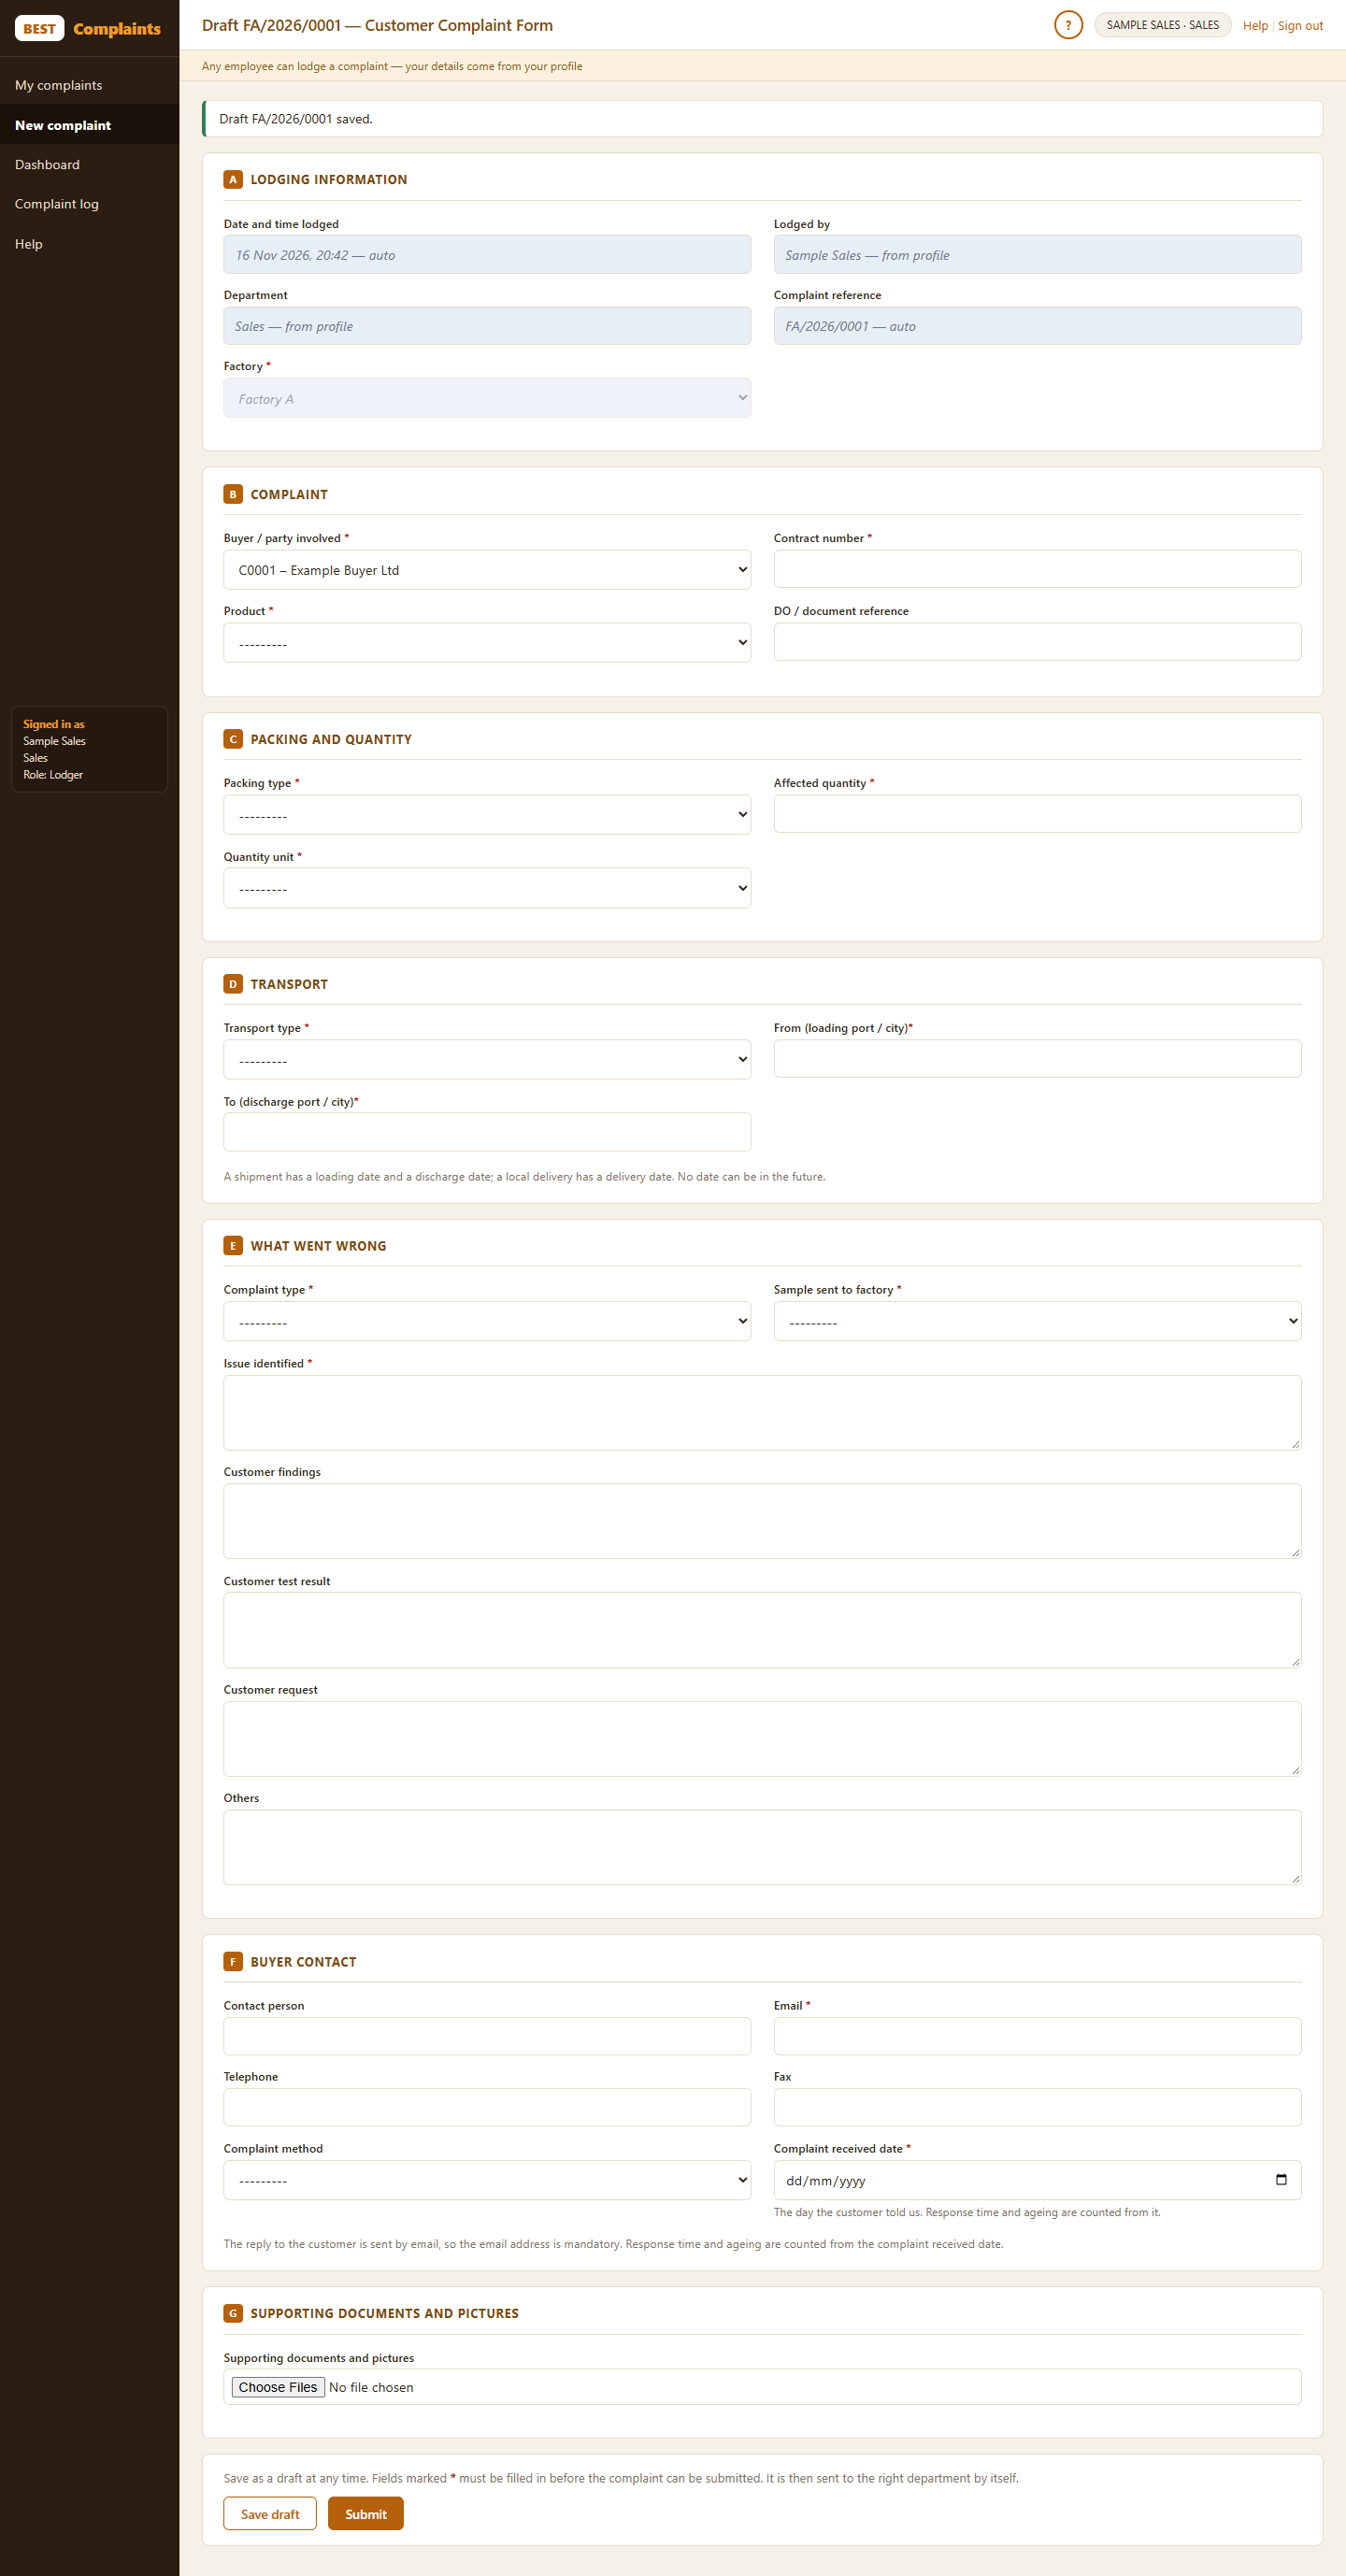 BEST Complaints
My complaints
New complaint
Dashboard
Complaint log
Help
Signed in as
Sample Sales
Sales
Role: Lodger
Draft FA/2026/0001 — Customer Complaint Form
?
SAMPLE SALES · SALES
Help | Sign out
Any employee can lodge a complaint — your details come from your profile
Draft FA/2026/0001 saved.
A LODGING INFORMATION
Date and time lodged
16 Nov 2026, 20:42 — auto
Lodged by
Sample Sales — from profile
Department
Sales — from profile
Complaint reference
FA/2026/0001 — auto
Factory *
Factory A
B COMPLAINT
Buyer / party involved *
C0001 – Example Buyer Ltd
Contract number *
Product *
---------
DO / document reference
C PACKING AND QUANTITY
Packing type *
---------
Affected quantity *
Quantity unit *
---------
D TRANSPORT
Transport type *
---------
From (loading port / city)*
To (discharge port / city)*
A shipment has a loading date and a discharge date; a local delivery has a delivery date. No date can be in the future.
E WHAT WENT WRONG
Complaint type *
---------
Sample sent to factory *
---------
Issue identified *
Customer findings
Customer test result
Customer request
Others
F BUYER CONTACT
Contact person
Email *
Telephone
Fax
Complaint method
---------
Complaint received date *
dd/mm/yyyy
The day the customer told us. Response time and ageing are counted from it.
The reply to the customer is sent by email, so the email address is mandatory. Response time and ageing are counted from the complaint received date.
G SUPPORTING DOCUMENTS AND PICTURES
Supporting documents and pictures
Choose Files No file chosen
Save as a draft at any time. Fields marked * must be filled in before the complaint can be submitted. It is then sent to the right department by itself.
Save draft
Submit